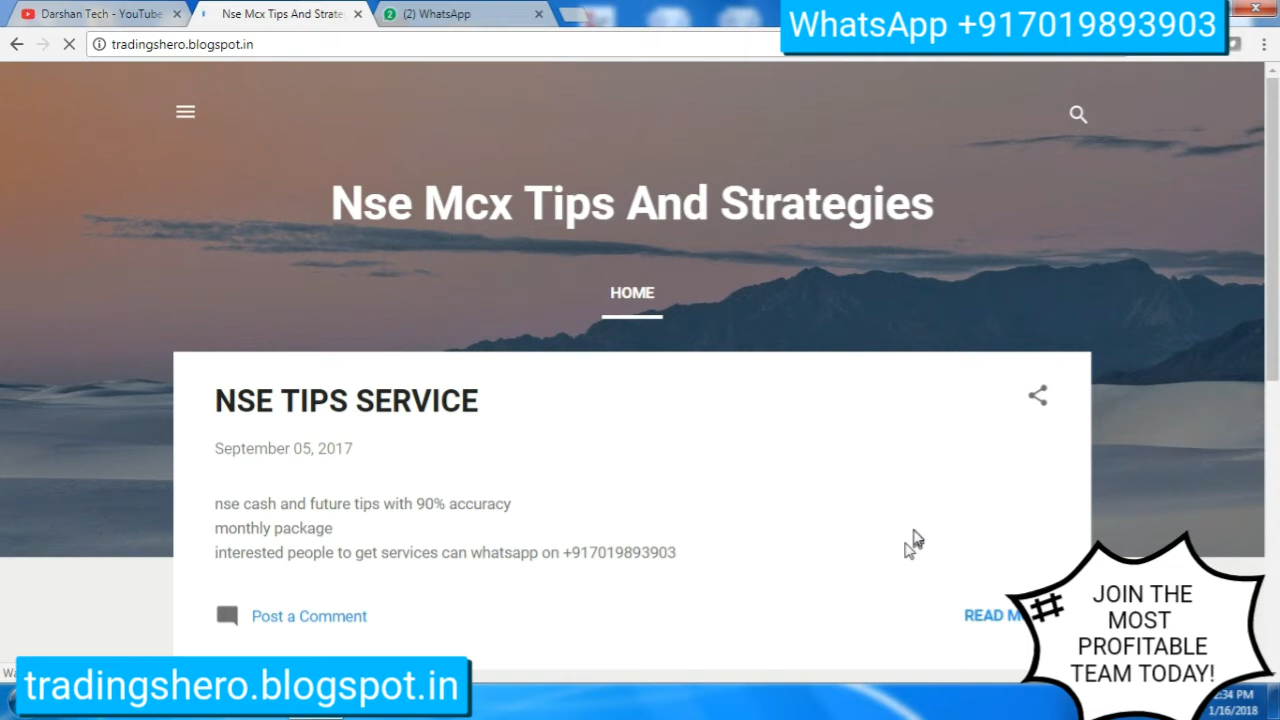 Darshan Tech - YouTube
Nse Mcx Tips And Strate
(2) WhatsApp
WhatsApp +917019893903
tradingshero.blogspot.in
Nse Mcx Tips And Strategies
HOME
NSE TIPS SERVICE
September 05, 2017
nse cash and future tips with 90% accuracy
monthly package
interested people to get services can whatsapp on +917019893903
Post a Comment
READ M
#
JOIN THE
MOST
PROFITABLE
TEAM TODAY!
tradingshero.blogspot.in
:34 PM
1/16/2018